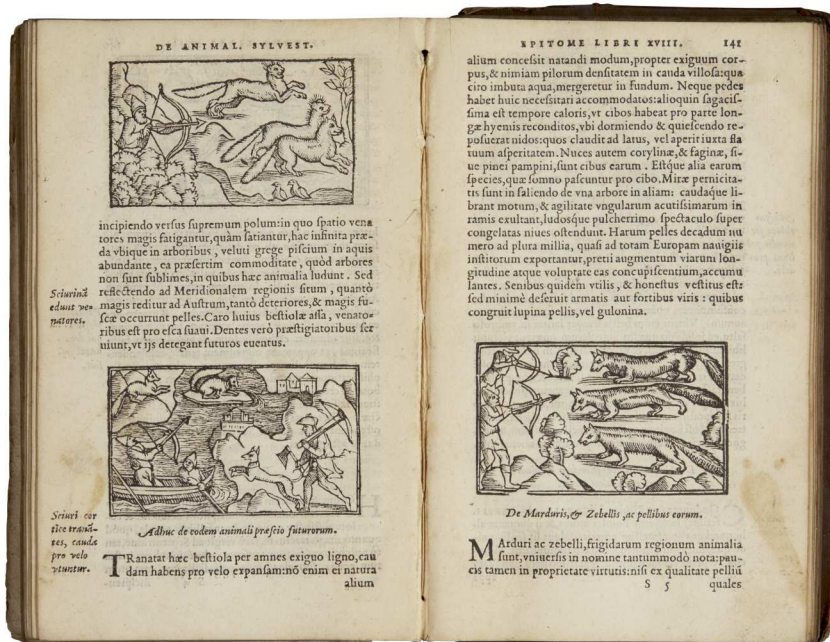 DE ANIMAL. SYLVEST.
incipiendo versus supremum polum:in quo spatio vena
tores magis fatigantur,quàm satiantur,hac infinita præ-
da vbique in arboribus, veluti grege piscium in aquis
abundante, ea præsertim commoditate, quòd arbores
non sunt sublimes,in quibus hæc animalia ludunt. Sed
reflectendo ad Meridionalem regionis situm, quantò
magis reditur ad Austrum,tantò deteriores,& magis fu-
scæ occurrunt pelles.Caro huius bestiolæ assa, venato-
ribus est pro esca suaui.Dentes verò præstigiatoribus ser
uiunt,vt ijs detegant futuros euentus.
Sciurinã
edunt ve-
natores.
Adhuc de eodem animali præscio futurorum.
Sciuri cor
tice tranã-
tes, cauda
pro velo
vtuntur.
TRanatat hæc bestiola per amnes exiguo ligno,cau
dam habens pro velo expansam:nõ enim ei natura
alium
EPITOME LIBRI XVIII. 141
alium concessit natandi modum,propter exiguum cor-
pus,& nimiam pilorum densitatem in cauda villosa:qua
cito imbuta aqua,mergeretur in fundum. Neque pedes
habet huic necessitati accommodatos:alioquin sagacis-
sima est tempore caloris,vt cibos habeat pro parte lon-
gæ hyemis reconditos,vbi dormiendo & quiescendo re-
posuerat nidos:quos claudit ad latus, vel aperit iuxta fla
tuum asperitatem.Nuces autem corylinæ,& faginæ, si-
ue pinei pampini,sunt cibus earum . Estque alia earum
species,quæ somno pascuntur pro cibo.Miræ pernicita-
tis sunt in saliendo de vna arbore in aliam: caudaque li-
brant motum,& agilitate vngularum acutissimarum in
ramis exultant,ludosque pulcherrimo spectaculo super
congelatas niues ostendunt. Harum pelles decadum nu
mero ad plura millia, quasi ad totam Europam nauigiis
institorum exportantur,pretii augmentum viarum lon-
gitudine atque voluptate eas concupiscentium,accumu
lantes. Senibus quidem vtilis, & honestus vestitus est:
sed minimè deseruit armatis aut fortibus viris : quibus
congruit lupina pellis,vel gulonina.
De Marduris,& Zebellis ,ac pellibus eorum.
MArduri ac zebelli,frigidarum regionum animalia
sunt,vniuersis in nomine tantummodò nota:pau-
cis tamen in proprietate virtutis:nisi ex qualitate pelliũ
S 5 quales